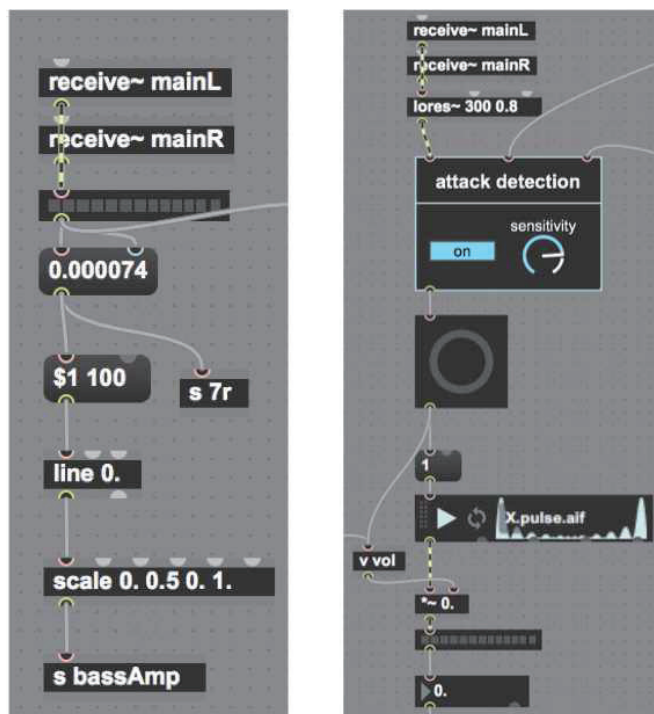 receive~ mainL
receive~ mainR
0.000074
$1 100
s 7r
line 0.
scale 0. 0.5 0. 1.
s bassAmp
receive~ mainL
receive~ mainR
lores~ 300 0.8
attack detection
sensitivity
on
1
X.pulse.aif
v vol
*~ 0.
0.